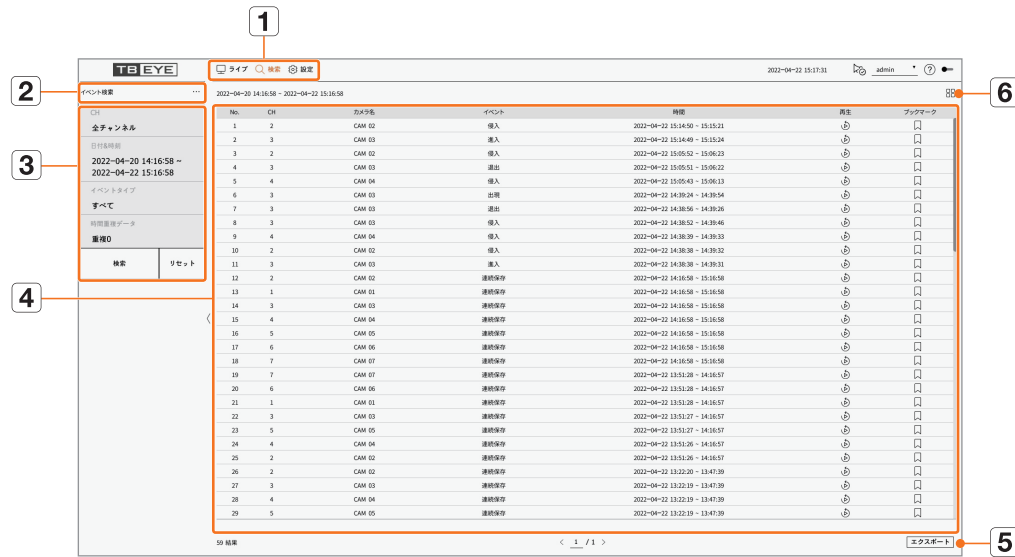 1
TB EYE
ライブ 検索 設定
2022-04-22 15:17:31
admin
?
2
イベント検索 ...
2022-04-20 14:16:58 ~ 2022-04-22 15:16:58
6
3
CH
全チャンネル
日付&時刻
2022-04-20 14:16:58 ~
2022-04-22 15:16:58
イベントタイプ
すべて
時間重複データ
重複0
検索 リセット
4
No. CH カメラ名 イベント 時間 再生 ブックマーク
1 2 CAM 02 侵入 2022-04-22 15:14:50 ~ 15:15:21
2 3 CAM 03 進入 2022-04-22 15:14:49 ~ 15:15:24
3 2 CAM 02 侵入 2022-04-22 15:05:52 ~ 15:06:23
4 3 CAM 03 退出 2022-04-22 15:05:51 ~ 15:06:22
5 4 CAM 04 侵入 2022-04-22 15:05:43 ~ 15:06:13
6 3 CAM 03 出現 2022-04-22 14:39:24 ~ 14:39:54
7 3 CAM 03 退出 2022-04-22 14:38:56 ~ 14:39:26
8 3 CAM 03 侵入 2022-04-22 14:38:52 ~ 14:39:46
9 4 CAM 04 侵入 2022-04-22 14:38:39 ~ 14:39:33
10 2 CAM 02 侵入 2022-04-22 14:38:38 ~ 14:39:32
11 3 CAM 03 進入 2022-04-22 14:38:38 ~ 14:39:31
12 2 CAM 02 連続保存 2022-04-22 14:16:58 ~ 15:16:58
13 1 CAM 01 連続保存 2022-04-22 14:16:58 ~ 15:16:58
14 3 CAM 03 連続保存 2022-04-22 14:16:58 ~ 15:16:58
15 4 CAM 04 連続保存 2022-04-22 14:16:58 ~ 15:16:58
16 5 CAM 05 連続保存 2022-04-22 14:16:58 ~ 15:16:58
17 6 CAM 06 連続保存 2022-04-22 14:16:58 ~ 15:16:58
18 7 CAM 07 連続保存 2022-04-22 14:16:58 ~ 15:16:58
19 7 CAM 07 連続保存 2022-04-22 13:51:28 ~ 14:16:57
20 6 CAM 06 連続保存 2022-04-22 13:51:28 ~ 14:16:57
21 1 CAM 01 連続保存 2022-04-22 13:51:28 ~ 14:16:57
22 3 CAM 03 連続保存 2022-04-22 13:51:27 ~ 14:16:57
23 5 CAM 05 連続保存 2022-04-22 13:51:27 ~ 14:16:57
24 4 CAM 04 連続保存 2022-04-22 13:51:26 ~ 14:16:57
25 2 CAM 02 連続保存 2022-04-22 13:51:26 ~ 14:16:57
26 2 CAM 02 連続保存 2022-04-22 13:22:20 ~ 13:47:39
27 3 CAM 03 連続保存 2022-04-22 13:22:19 ~ 13:47:39
28 4 CAM 04 連続保存 2022-04-22 13:22:19 ~ 13:47:39
29 5 CAM 05 連続保存 2022-04-22 13:22:19 ~ 13:47:39
59 結果 < 1 / 1 > エクスポート
5